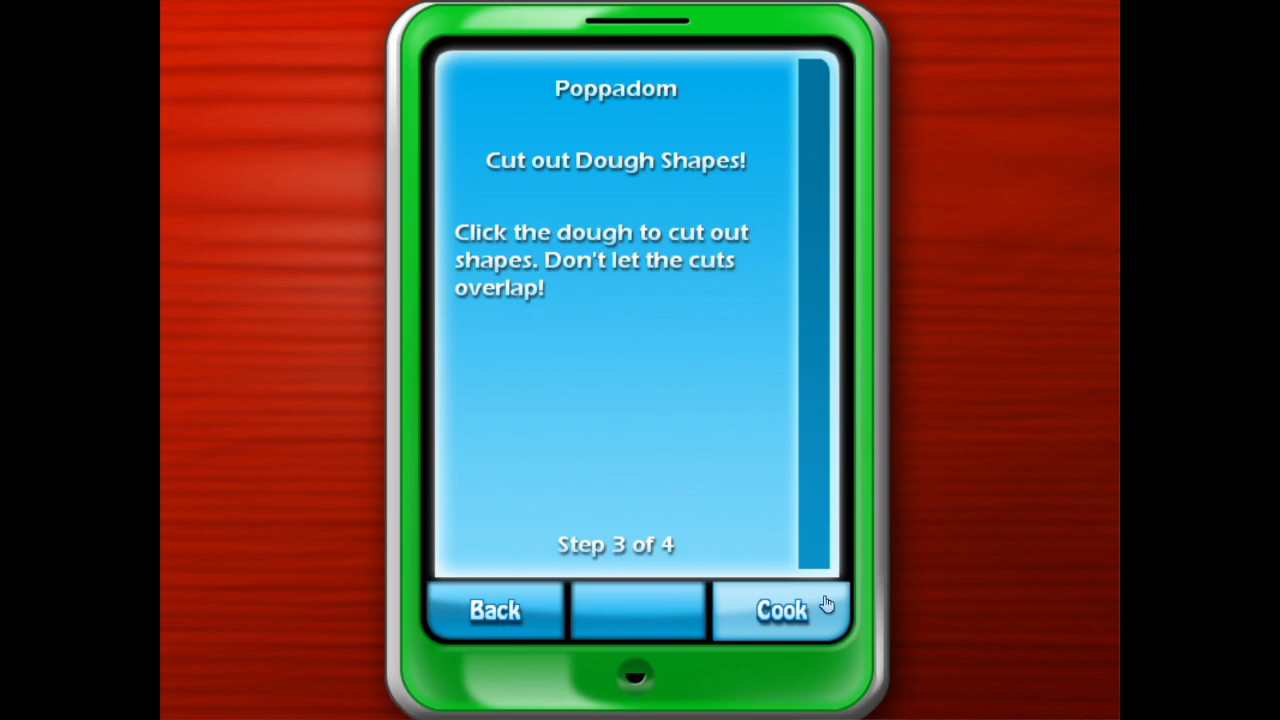 Poppadom
Cut out Dough Shapes!
Click the dough to cut out
shapes. Don't let the cuts
overlap!
Step 3 of 4
Back
Cook